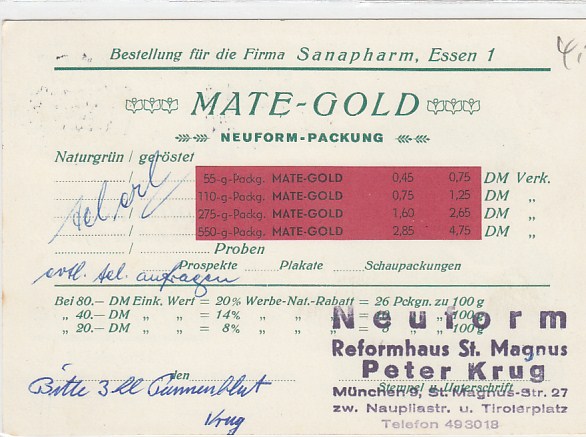 Bestellung für die Firma Sanapharm, Essen 1
MATE-GOLD
NEUFORM-PACKUNG
Naturgrün / geröstet
55-g-Packg. MATE-GOLD 0,45 0,75 DM Verk.
110-g-Packg. MATE-GOLD 0,75 1,25 DM „
275-g-Packg. MATE-GOLD 1,60 2,65 DM „
550-g-Packg. MATE-GOLD 2,85 4,75 DM „
Proben
Prospekte Plakate Schaupackungen
evtl. tel. anfragen
Bei 80.— DM Eink. Wert = 20% Werbe-Nat.-Rabatt = 26 Pckgn. zu 100 g
„ 40.— DM „ „ = 14% „ „ „ „ 100 g
„ 20.— DM „ „ = 8% „ „ „ = „ „ 100 g
Neuform
Reformhaus St. Magnus
Peter Krug
den
Stempel u. Unterschrift
München 9, St. Magnus-Str. 27
zw. Naupliastr. u. Tirolerplatz
Telefon 493018
Bitte 3 Tannenblut
Krug